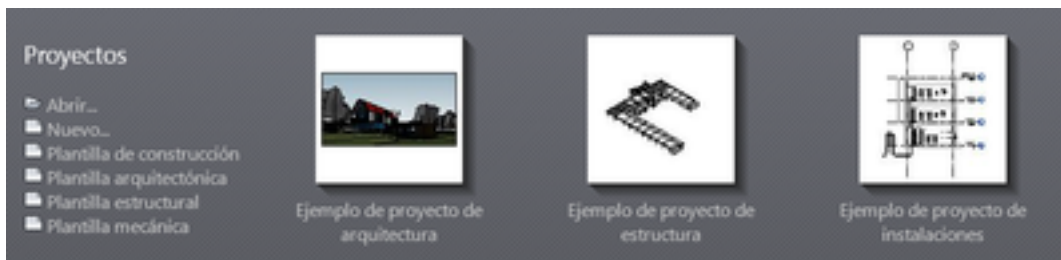 Proyectos
Abrir...
Nuevo...
Plantilla de construcción
Plantilla arquitectónica
Plantilla estructural
Plantilla mecánica
Ejemplo de proyecto de
arquitectura
Ejemplo de proyecto de
estructura
Ejemplo de proyecto de
instalaciones